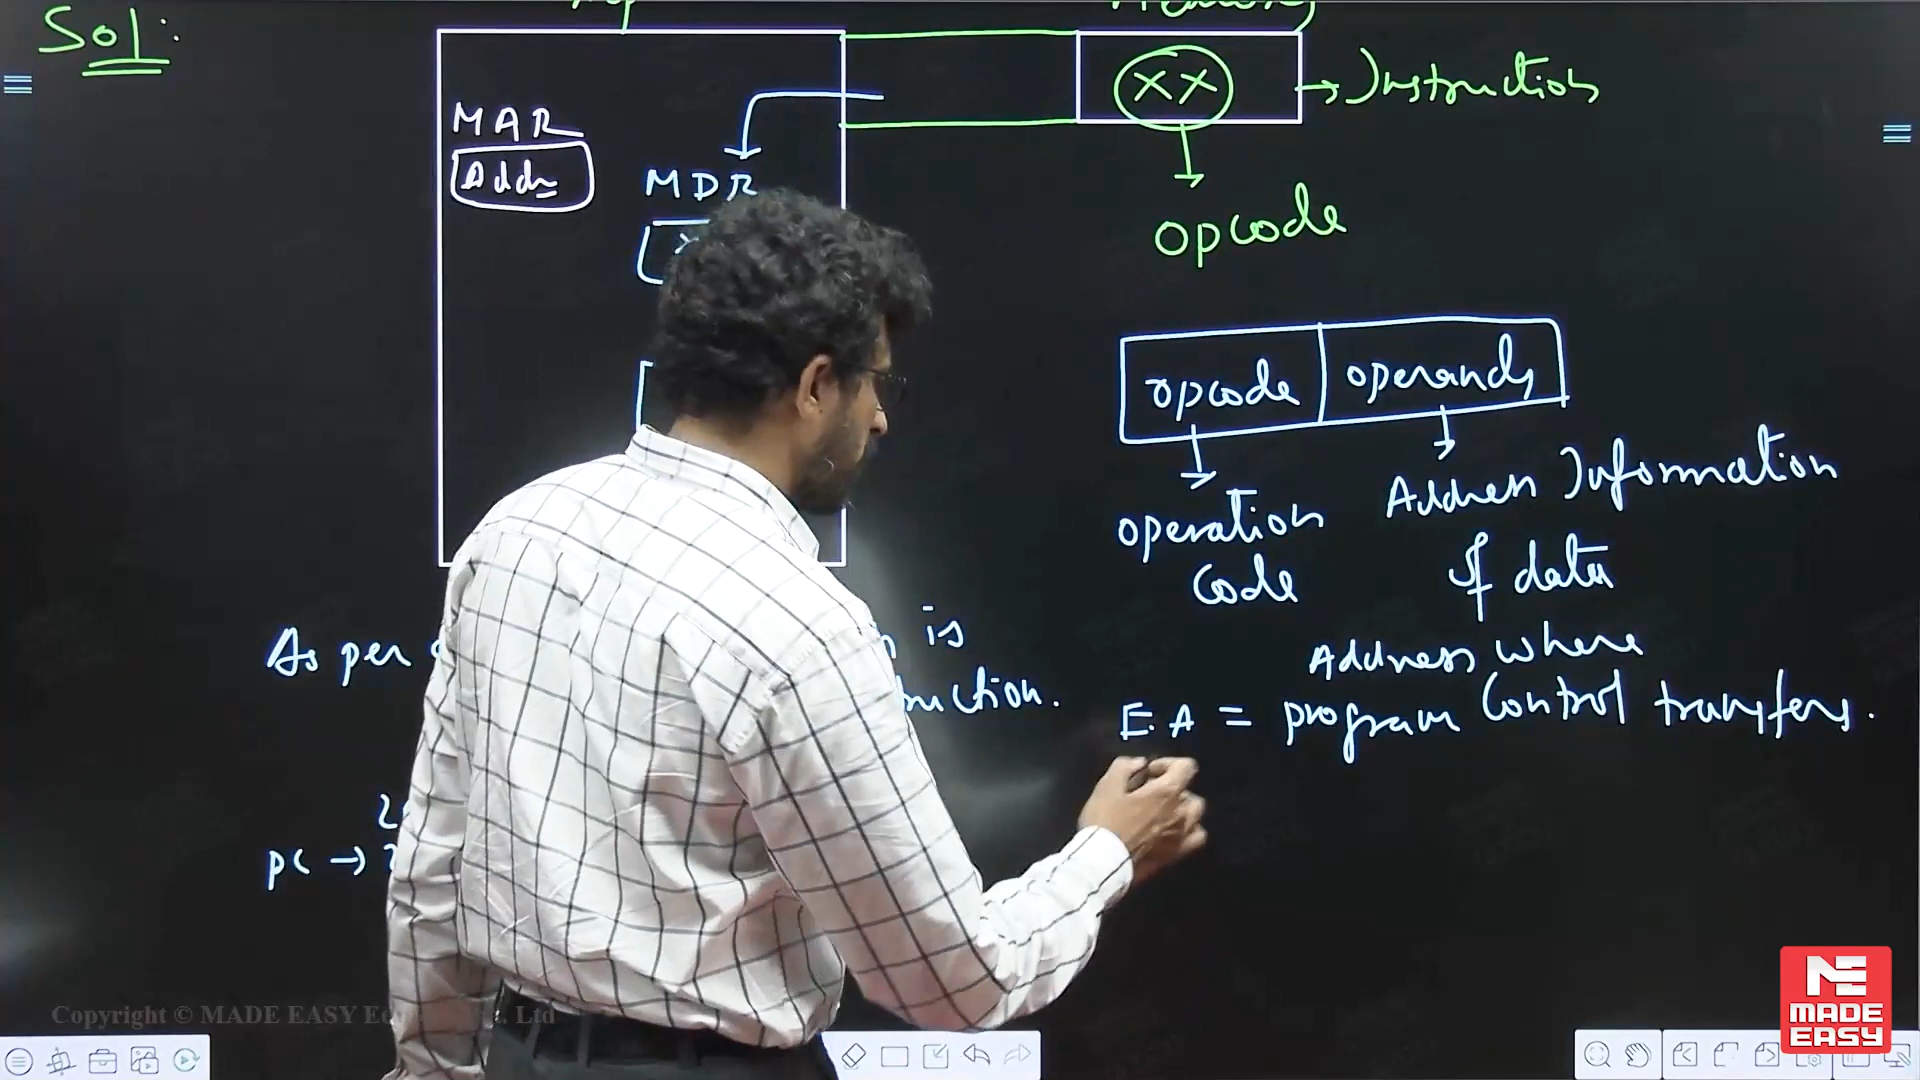 Sol:
XX
→ Instruction
MAR
Addr
MDR
opcode
opcode operands
operation
code
Address Information
of data
Address where
E.A = program control transfers.
As per
is
PC →
Copyright © MADE EASY
Ltd
MADE
EASY